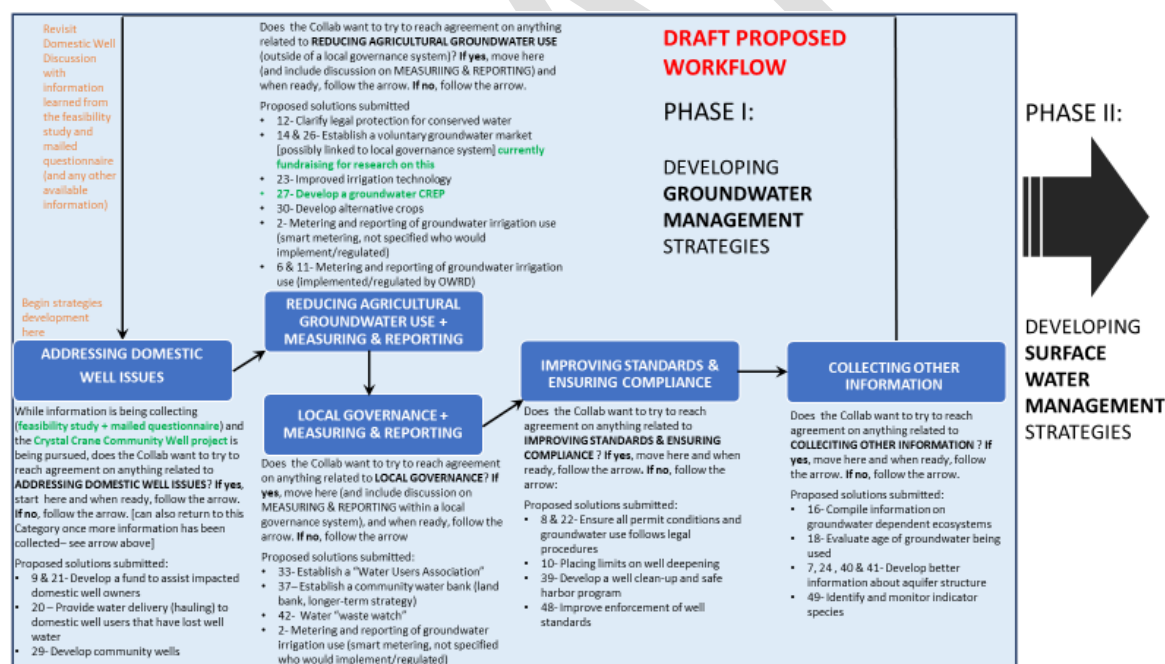 Revisit
Domestic Well
Discussion
with
information
learned from
the feasibility
study and
mailed
questionnaire
(and any other
available
information)
Begin strategies
development
here
Does the Collab want to try to reach agreement on anything
related to REDUCING AGRICULTURAL GROUNDWATER USE
(outside of a local governance system)? If yes, move here
(and include discussion on MEASURIING & REPORTING) and
when ready, follow the arrow. If no, follow the arrow.
Proposed solutions submitted
• 12- Clarify legal protection for conserved water
• 14 & 26- Establish a voluntary groundwater market
[possibly linked to local governance system] currently
fundraising for research on this
• 23- Improved irrigation technology
• 27- Develop a groundwater CREP
• 30- Develop alternative crops
• 2- Metering and reporting of groundwater irrigation use
(smart metering, not specified who would
implement/regulated)
• 6 & 11- Metering and reporting of groundwater irrigation
use (implemented/regulated by OWRD)
DRAFT PROPOSED
WORKFLOW
PHASE I:
DEVELOPING
GROUNDWATER
MANAGEMENT
STRATEGIES
PHASE II:
DEVELOPING
SURFACE
WATER
MANAGEMENT
STRATEGIES
ADDRESSING DOMESTIC
WELL ISSUES
While information is being collecting
(feasibility study + mailed questionnaire) and
the Crystal Crane Community Well project is
being pursued, does the Collab want to try to
reach agreement on anything related to
ADDRESSING DOMESTIC WELL ISSUES? If yes,
start here and when ready, follow the arrow.
If no, follow the arrow. [can also return to this
Category once more information has been
collected– see arrow above]
Proposed solutions submitted:
• 9 & 21- Develop a fund to assist impacted
domestic well owners
• 20 – Provide water delivery (hauling) to
domestic well users that have lost well
water
• 29- Develop community wells
REDUCING AGRICULTURAL
GROUNDWATER USE +
MEASURING & REPORTING
LOCAL GOVERNANCE +
MEASURING & REPORTING
Does the Collab want to try to reach agreement
on anything related to LOCAL GOVERNANCE? If
yes, move here (and include discussion on
MEASURING & REPORTING within a local
governance system), and when ready, follow the
arrow. If no, follow the arrow
Proposed solutions submitted:
• 33- Establish a "Water Users Association"
• 37– Establish a community water bank (land
bank, longer-term strategy)
• 42- Water "waste watch"
• 2- Metering and reporting of groundwater
irrigation use (smart metering, not specified
who would implement/regulated)
IMPROVING STANDARDS &
ENSURING COMPLIANCE
Does the Collab want to try to reach
agreement on anything related to
IMPROVING STANDARDS & ENSURING
COMPLIANCE ? If yes, move here and when
ready, follow the arrow. If no, follow the
arrow:
Proposed solutions submitted:
• 8 & 22- Ensure all permit conditions and
groundwater use follows legal
procedures
• 10- Placing limits on well deepening
• 39- Develop a well clean-up and safe
harbor program
• 48- Improve enforcement of well
standards
COLLECTING OTHER
INFORMATION
Does the Collab want to try to reach
agreement on anything related to
COLLECITING OTHER INFORMATION ? If
yes, move here and when ready, follow the
arrow. If no, follow the arrow.
Proposed solutions submitted:
• 16- Compile information on
groundwater dependent ecosystems
• 18- Evaluate age of groundwater being
used
• 7, 24 , 40 & 41- Develop better
information about aquifer structure
• 49- Identify and monitor indicator
species